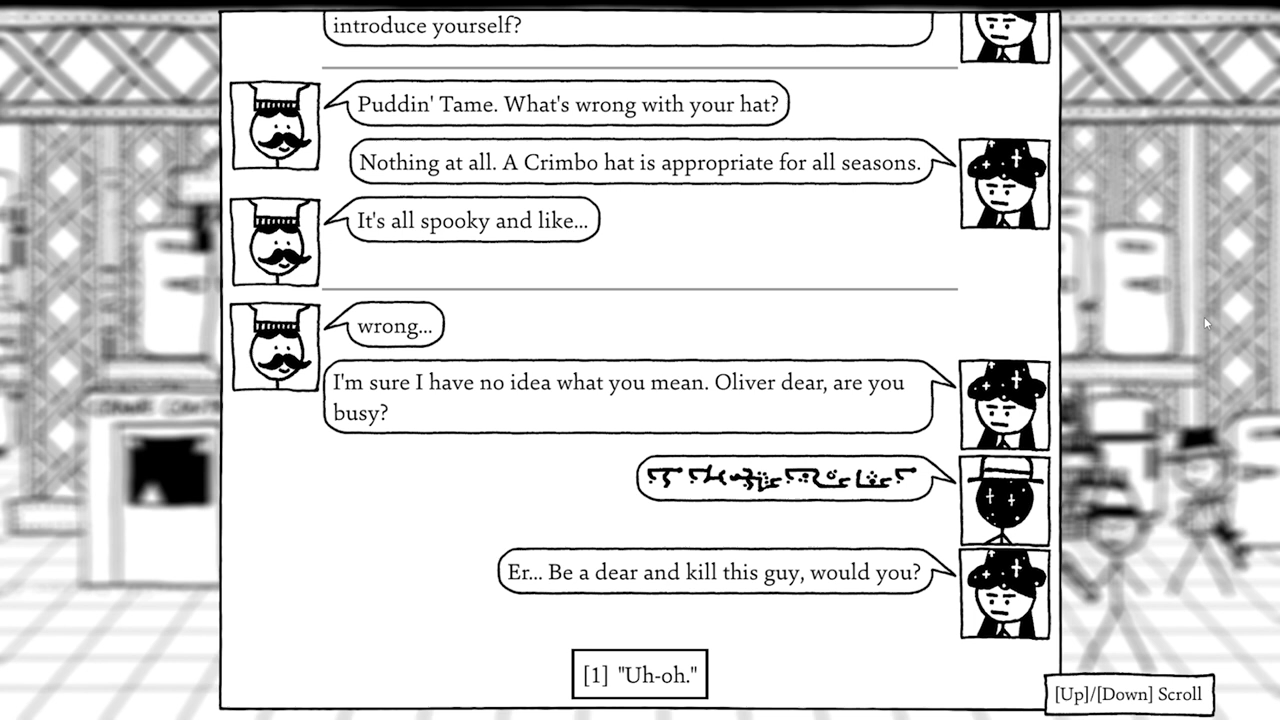 introduce yourself?
Puddin' Tame. What's wrong with your hat?
Nothing at all. A Crimbo hat is appropriate for all seasons.
It's all spooky and like...
wrong...
I'm sure I have no idea what you mean. Oliver dear, are you
busy?
Er... Be a dear and kill this guy, would you?
[1] "Uh-oh."
[Up]/[Down] Scroll